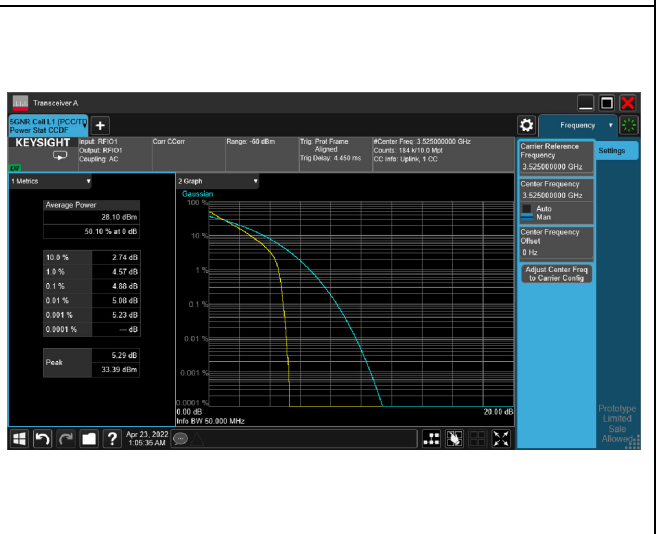 Transceiver A
5GNR Call L1 (PCC/TD
Power Stat CCDF
Frequency
KEYSIGHT
Input: RFIO1
Output: RFIO1
Coupling: AC
Corr CCorr
Range: -60 dBm
Trig: Prot Frame
Aligned
Trig Delay: 4.450 ms
#Center Freq: 3.525000000 GHz
Counts: 184 k/10.0 Mpt
CC Info: Uplink, 1 CC
Carrier Reference
Frequency
3.525000000 GHz
Settings
Center Frequency
3.525000000 GHz
Auto
Man
Center Frequency
Offset
0 Hz
Adjust Center Freq
to Carrier Config
1 Metrics
Average Power
28.10 dBm
50.10 % at 0 dB
10.0 % 2.74 dB
1.0 % 4.57 dB
0.1 % 4.88 dB
0.01 % 5.08 dB
0.001 % 5.23 dB
0.0001 % --- dB
Peak
5.29 dB
33.39 dBm
2 Graph
Gaussian
100 %
10 %
1 %
0.1 %
0.01 %
0.001 %
0.0001 %
0.00 dB
20.00 dB
Info BW 50.000 MHz
Apr 23, 2022
1:05:35 AM
Prototype
Limited
Sale
Allowed